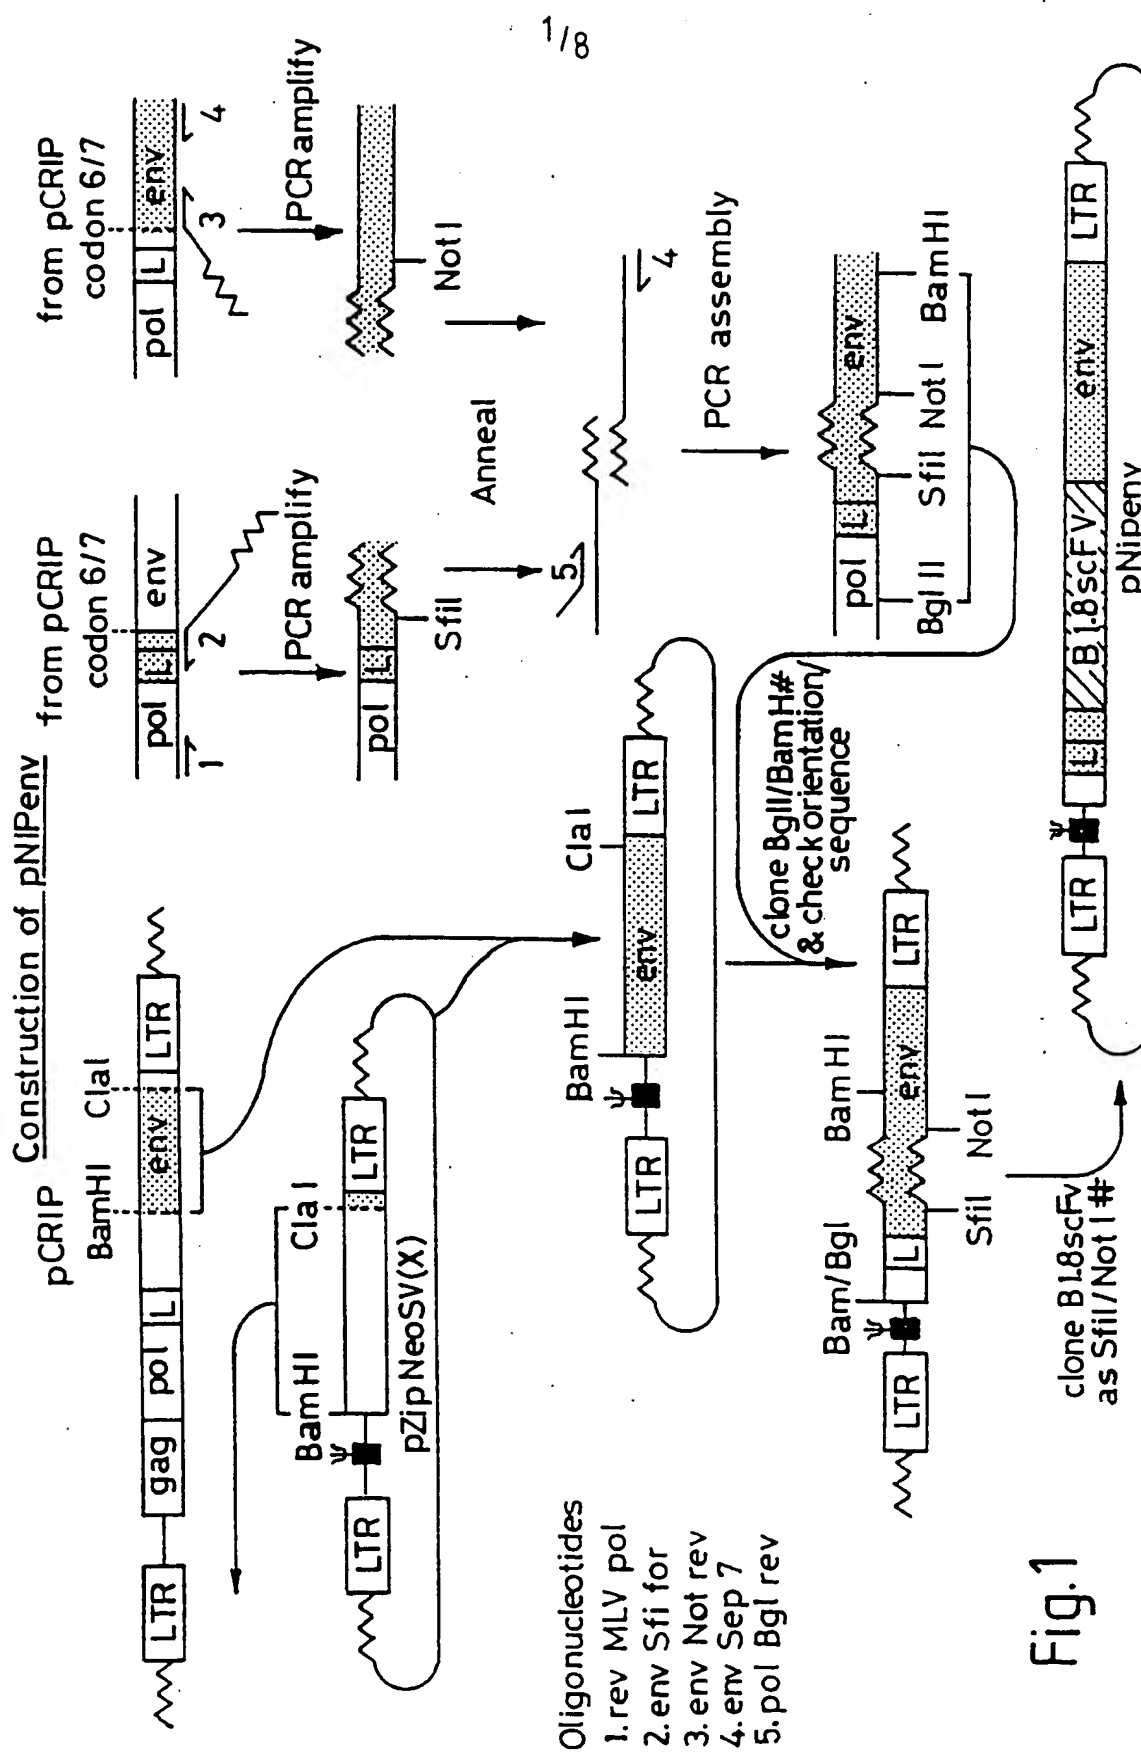 1/8
Construction of pNIPenv
pCRIP
BamHI ClaI
LTR gag pol L env LTR
BamHI ClaI
Ψ
LTR LTR
pZipNeoSV(X)
from pCRIP
codon 6/7
pol L env
1 2
PCR amplify
pol L
SfiI
from pCRIP
codon 6/7
pol L env
3 4
PCR amplify
NotI
Anneal
5 4
PCR assembly
pol L env
Bgl II SfiI NotI BamHI
BamHI ClaI
Ψ
LTR env LTR
clone BglI/BamH#
& check orientation/
sequence
Bam/Bgl BamHI
Ψ
LTR L env LTR
SfiI NotI
clone B1.8scFv
as SfiI/Not I #
Ψ
LTR L B1.8scFV env LTR
pNipenv
Oligonucleotides
1. rev MLV pol
2. env Sfi for
3. env Not rev
4. env Sep 7
5. pol Bgl rev
Fig.1